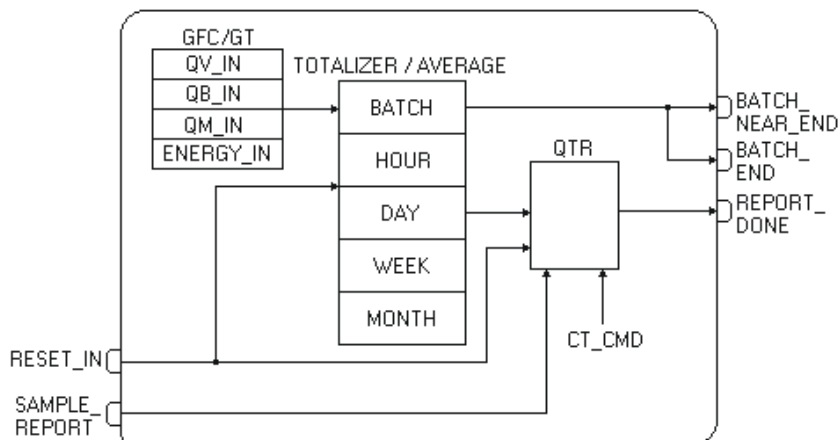 GFC/GT
QV_IN
QB_IN
QM_IN
ENERGY_IN
TOTALIZER / AVERAGE
BATCH
HOUR
DAY
WEEK
MONTH
QTR
CT_CMD
BATCH_
NEAR_END
BATCH_
END
REPORT_
DONE
RESET_IN
SAMPLE_
REPORT